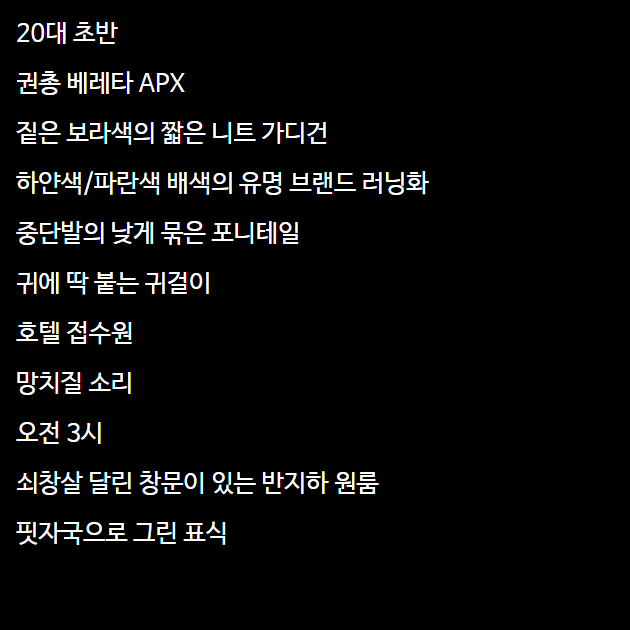 20대 초반
권총 베레타 APX
짙은 보라색의 짧은 니트 가디건
하얀색/파란색 배색의 유명 브랜드 러닝화
중단발의 낮게 묶은 포니테일
귀에 딱 붙는 귀걸이
호텔 접수원
망치질 소리
오전 3시
쇠창살 달린 창문이 있는 반지하 원룸
핏자국으로 그린 표식